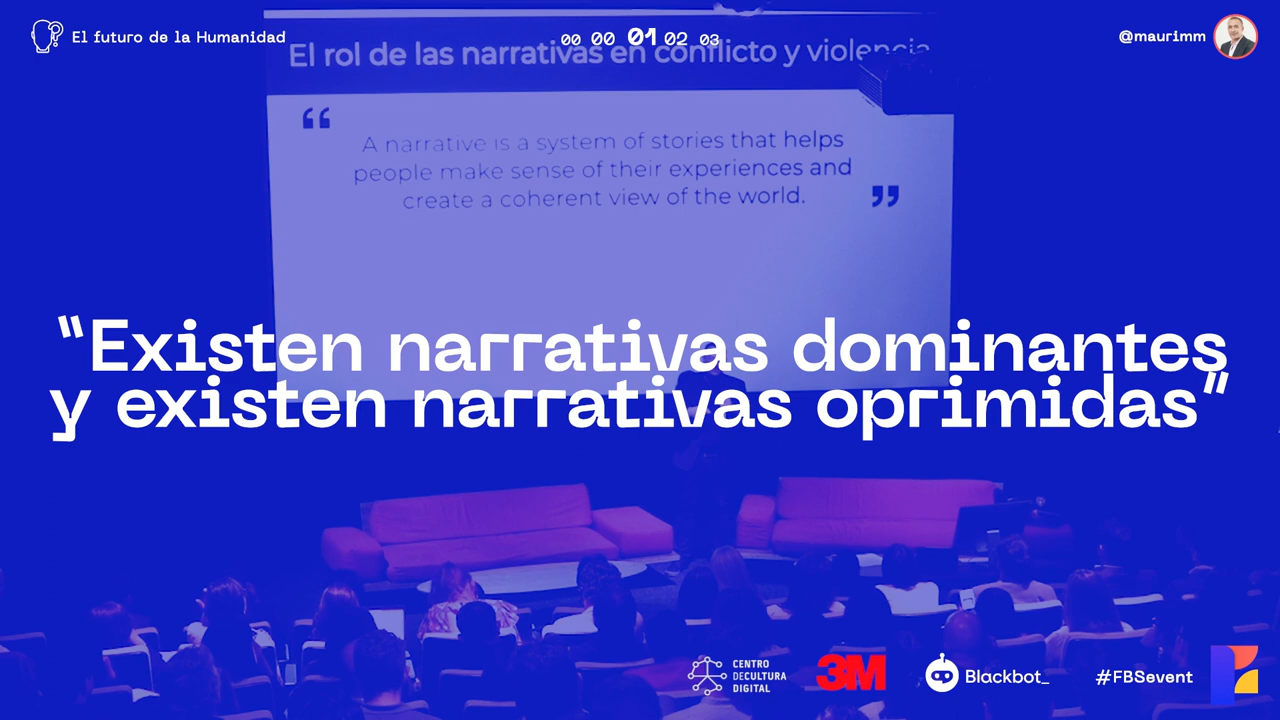 El futuro de la Humanidad
00 00 01 02 03
@maurimm
El rol de las narrativas en conflicto y violencia
“
A narrative is a system of stories that helps
people make sense of their experiences and
create a coherent view of the world.
”
"Existen narrativas dominantes
y existen narrativas oprimidas"
CENTRO
DECULTURA
DIGITAL
3M
Blackbot_
#FBSevent